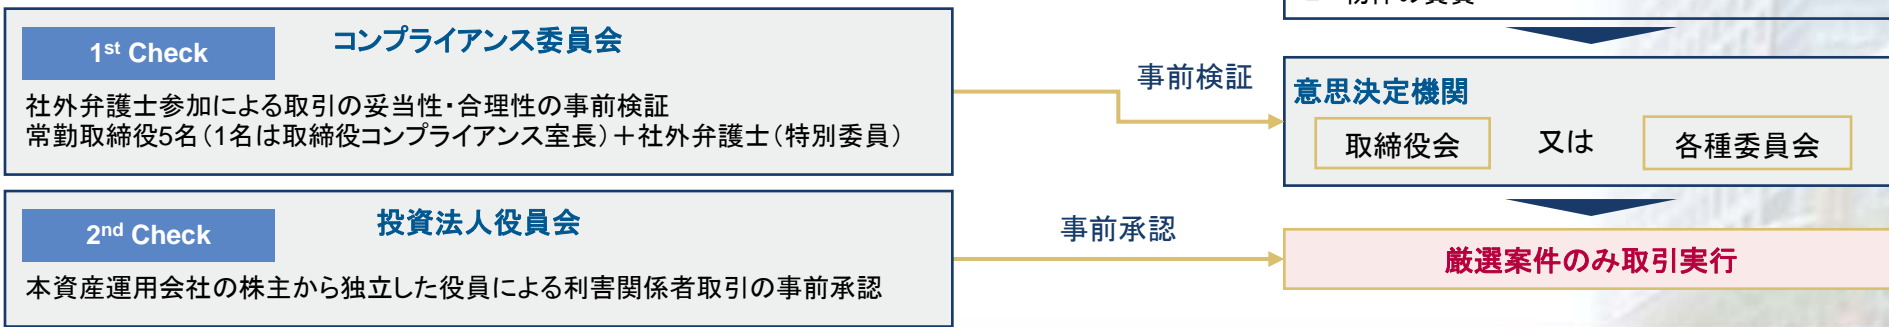 物件の売買
1st Check
コンプライアンス委員会
社外弁護士参加による取引の妥当性・合理性の事前検証
常勤取締役5名（1名は取締役コンプライアンス室長）＋社外弁護士（特別委員）
事前検証
意思決定機関
取締役会 又は 各種委員会
2nd Check
投資法人役員会
本資産運用会社の株主から独立した役員による利害関係者取引の事前承認
事前承認
厳選案件のみ取引実行